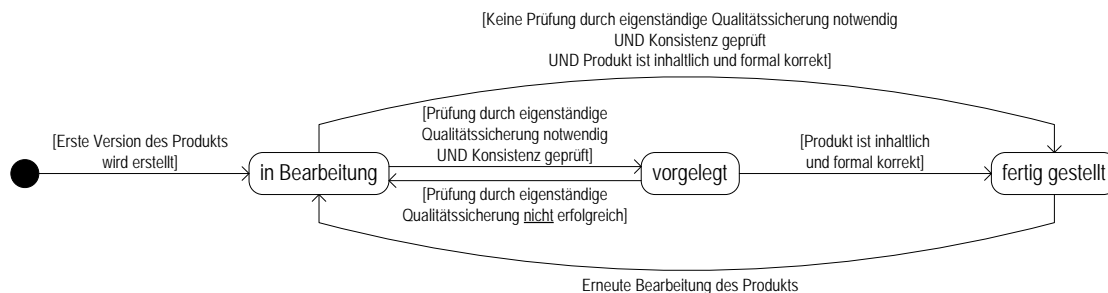 [Keine Prüfung durch eigenständige Qualitätssicherung notwendig
UND Konsistenz geprüft
UND Produkt ist inhaltlich und formal korrekt]
[Erste Version des Produkts
wird erstellt]
in Bearbeitung
[Prüfung durch eigenständige
Qualitätssicherung notwendig
UND Konsistenz geprüft]
[Prüfung durch eigenständige
Qualitätssicherung nicht erfolgreich]
vorgelegt
[Produkt ist inhaltlich
und formal korrekt]
fertig gestellt
Erneute Bearbeitung des Produkts